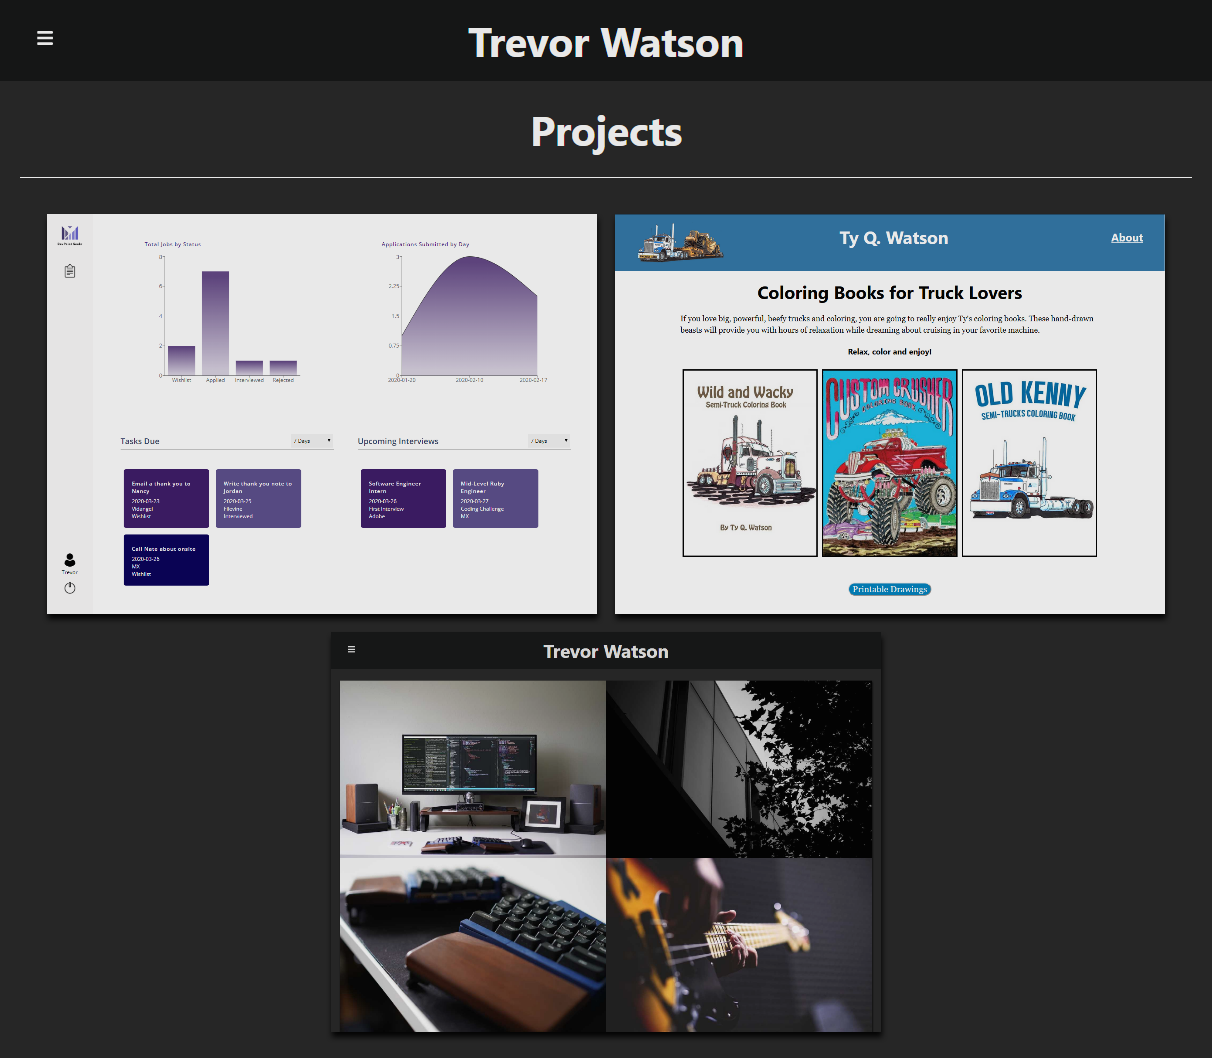 Trevor Watson
Projects
Total Jobs by Status
8
6
4
2
0
Wishlist Applied Interviewed Rejected
Applications Submitted by Day
3
2.25
1.5
0.75
0
2020-01-20 2020-02-10 2020-02-17
Tasks Due
7 Days
Upcoming Interviews
7 Days
Email a thank you to
Nancy
2020-03-23
Vidangel
Wishlist
Write thank you note to
Jordan
2020-03-25
Filevine
Interviewed
Software Engineer
Intern
2020-03-26
First Interview
Adobe
Mid-Level Ruby
Engineer
2020-03-27
Coding Challenge
MX
Call Nate about onsite
2020-03-26
MX
Wishlist
Trevor
Ty Q. Watson
About
Coloring Books for Truck Lovers
If you love big, powerful, beefy trucks and coloring, you are going to really enjoy Ty's coloring books. These hand-drawn
beasts will provide you with hours of relaxation while dreaming about cruising in your favorite machine.
Relax, color and enjoy!
Wild and Wacky
Semi-Truck Coloring Book
By Ty Q. Watson
CUSTOM CRUSHER
OLD KENNY
SEMI-TRUCKS COLORING BOOK
Printable Drawings
Trevor Watson